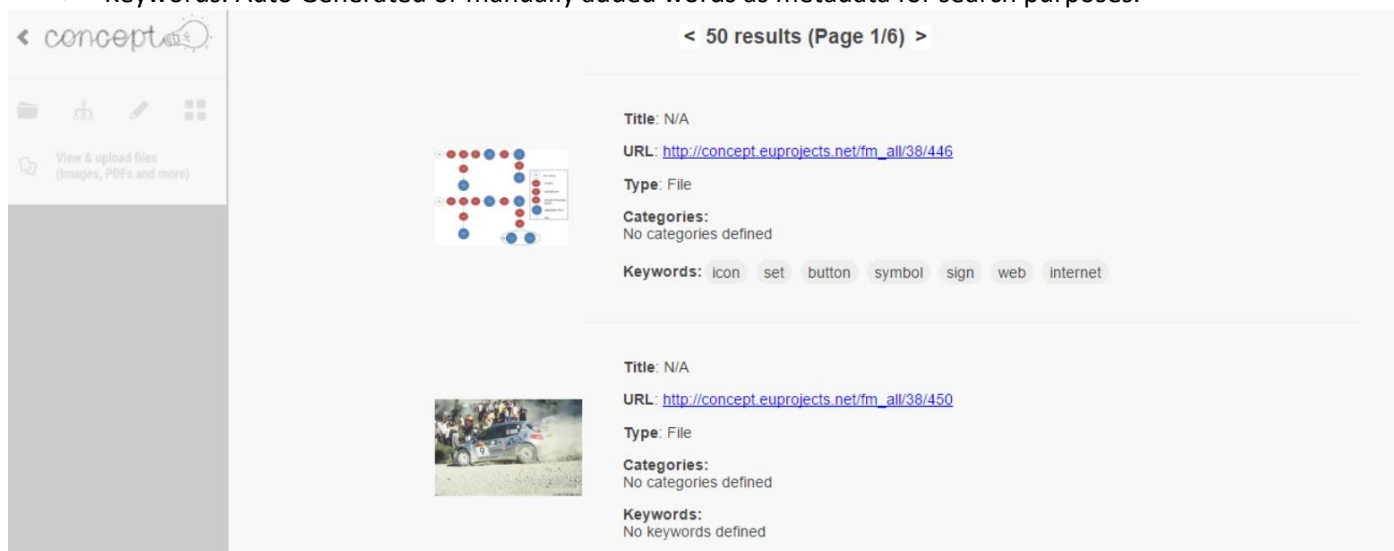 Keywords: Auto Generated or manually added words as metadata for search purposes.
concept
< 50 results (Page 1/6) >
View & upload files
(Images, PDFs and more)
Title: N/A
URL: http://concept.euprojects.net/fm_all/38/446
Type: File
Categories:
No categories defined
Keywords: icon set button symbol sign web internet
Title: N/A
URL: http://concept.euprojects.net/fm_all/38/450
Type: File
9
Categories:
No categories defined
Keywords:
No keywords defined